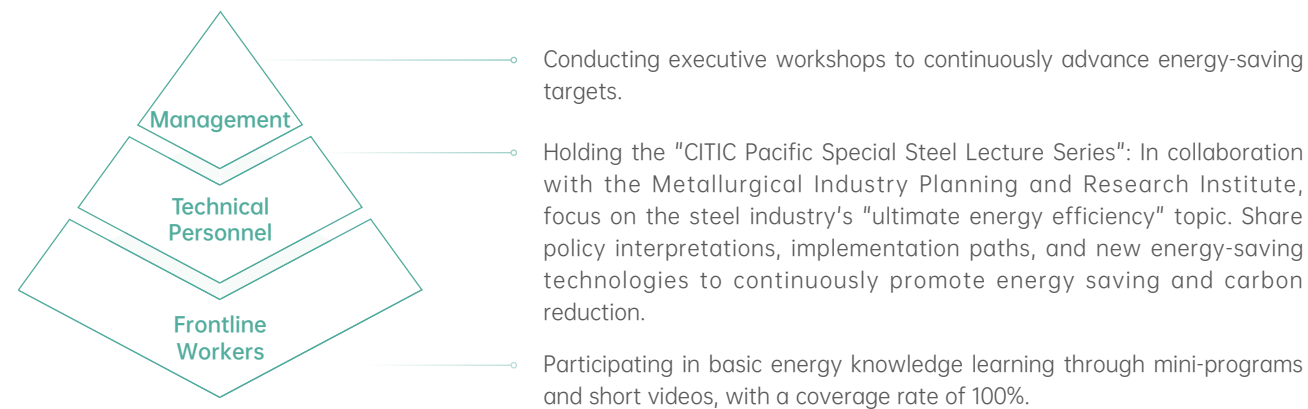 Management
Conducting executive workshops to continuously advance energy-saving
targets.
Technical
Personnel
Holding the "CITIC Pacific Special Steel Lecture Series": In collaboration
with the Metallurgical Industry Planning and Research Institute,
focus on the steel industry's "ultimate energy efficiency" topic. Share
policy interpretations, implementation paths, and new energy-saving
technologies to continuously promote energy saving and carbon
reduction.
Frontline
Workers
Participating in basic energy knowledge learning through mini-programs
and short videos, with a coverage rate of 100%.